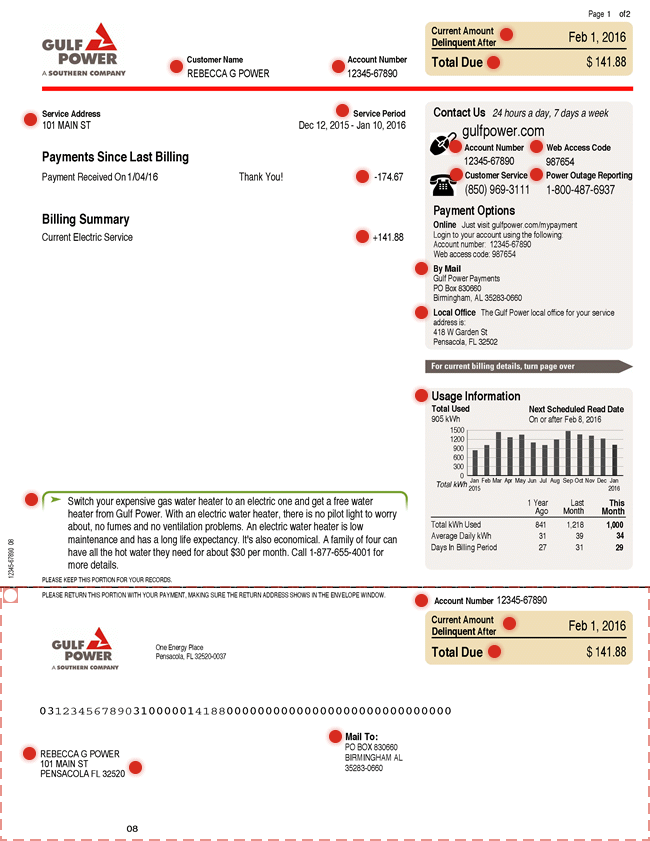 Page 1 of2
GULF
POWER
A SOUTHERN COMPANY
Customer Name
REBECCA G POWER
Account Number
12345-67890
Current Amount
Delinquent After
Feb 1, 2016
Total Due
$ 141.88
Service Address
101 MAIN ST
Service Period
Dec 12, 2015 - Jan 10, 2016
Payments Since Last Billing
Payment Received On 1/04/16 Thank You! -174.67
Billing Summary
Current Electric Service +141.88
Contact Us 24 hours a day, 7 days a week
gulfpower.com
Account Number Web Access Code
12345-67890 987654
Customer Service Power Outage Reporting
(850) 969-3111 1-800-487-6937
Payment Options
Online Just visit gulfpower.com/mypayment
Login to your account using the following:
Account number: 12345-67890
Web access code: 987654
By Mail
Gulf Power Payments
PO Box 830660
Birmingham, AL 35283-0660
Local Office The Gulf Power local office for your service
address is:
418 W Garden St
Pensacola, FL 32502
For current billing details, turn page over
Usage Information
Total Used Next Scheduled Read Date
905 kWh On or after Feb 8, 2016
1500
1200
900
600
300
0
Total kWh
Jan Feb Mar Apr May Jun Jul Aug Sep Oct Nov Dec Jan
2015 2016
1 Year Last This
Ago Month Month
Total kWh Used 841 1,218 1,000
Average Daily kWh 31 39 34
Days In Billing Period 27 31 29
Switch your expensive gas water heater to an electric one and get a free water
heater from Gulf Power. With an electric water heater, there is no pilot light to worry
about, no fumes and no ventilation problems. An electric water heater is low
maintenance and has a long life expectancy. It's also economical. A family of four can
have all the hot water they need for about $30 per month. Call 1-877-655-4001 for
more details.
12345-67890 08
PLEASE KEEP THIS PORTION FOR YOUR RECORDS.
PLEASE RETURN THIS PORTION WITH YOUR PAYMENT, MAKING SURE THE RETURN ADDRESS SHOWS IN THE ENVELOPE WINDOW.
Account Number 12345-67890
GULF
POWER
A SOUTHERN COMPANY
One Energy Place
Pensacola, FL 32520-0037
Current Amount
Delinquent After
Feb 1, 2016
Total Due
$ 141.88
Mail To:
PO BOX 830660
BIRMINGHAM AL
35283-0660
REBECCA G POWER
101 MAIN ST
PENSACOLA FL 32520
08